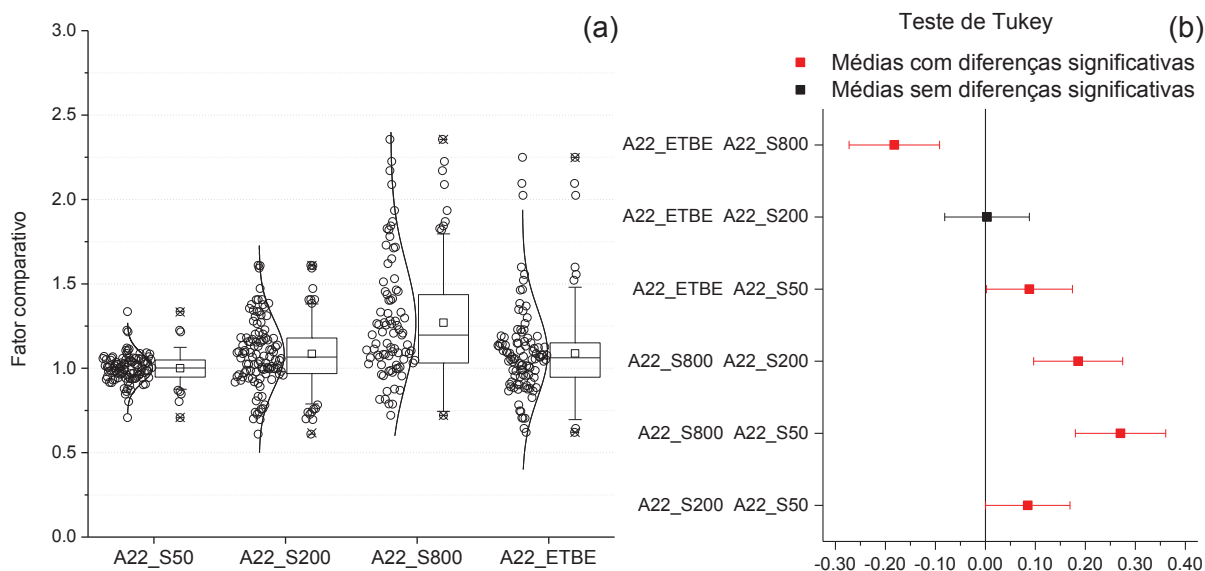 (a)
3.0
2.5
2.0
1.5
1.0
0.5
0.0
Fator comparativo
A22_S50 A22_S200 A22_S800 A22_ETBE
Teste de Tukey (b)
Médias com diferenças significativas
Médias sem diferenças significativas
A22_ETBE A22_S800
A22_ETBE A22_S200
A22_ETBE A22_S50
A22_S800 A22_S200
A22_S800 A22_S50
A22_S200 A22_S50
-0.30 -0.20 -0.10 0.00 0.10 0.20 0.30 0.40